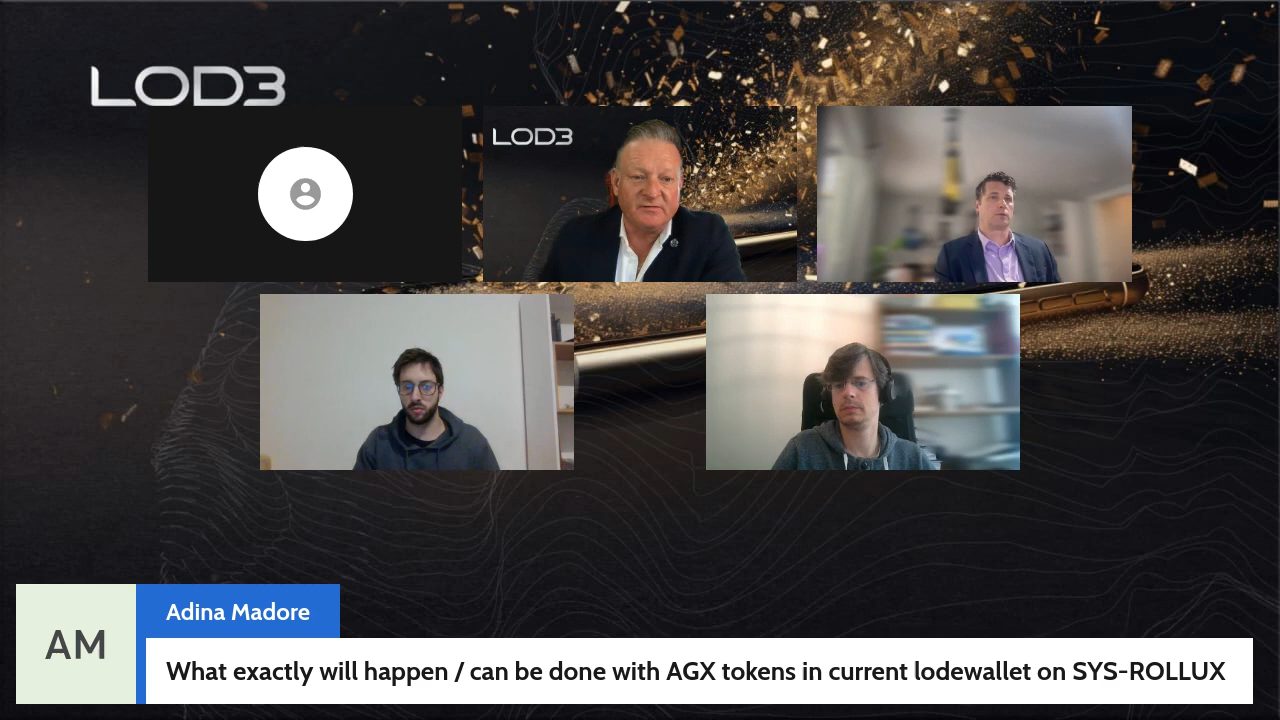 LOD3
LOD3
AM
Adina Madore
What exactly will happen / can be done with AGX tokens in current lodewallet on SYS-ROLLUX